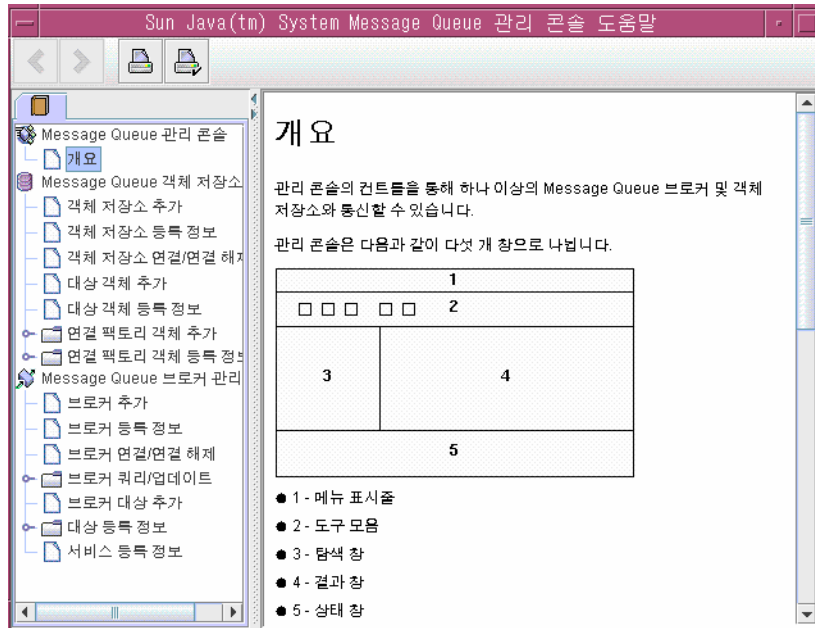 Sun Java(tm) System Message Queue 관리 콘솔 도움말
Message Queue 관리 콘솔
개요
Message Queue 객체 저장소
객체 저장소 추가
객체 저장소 등록 정보
객체 저장소 연결/연결 해제
대상 객체 추가
대상 객체 등록 정보
연결 팩토리 객체 추가
연결 팩토리 객체 등록 정보
Message Queue 브로커 관리
브로커 추가
브로커 등록 정보
브로커 연결/연결 해제
브로커 쿼리/업데이트
브로커 대상 추가
대상 등록 정보
서비스 등록 정보
개요
관리 콘솔의 컨트롤을 통해 하나 이상의 Message Queue 브로커 및 객체
저장소와 통신할 수 있습니다.
관리 콘솔은 다음과 같이 다섯 개 창으로 나뉩니다.
1
2
3
4
5
● 1 - 메뉴 표시줄
● 2 - 도구 모음
● 3 - 탐색 창
● 4 - 결과 창
● 5 - 상태 창